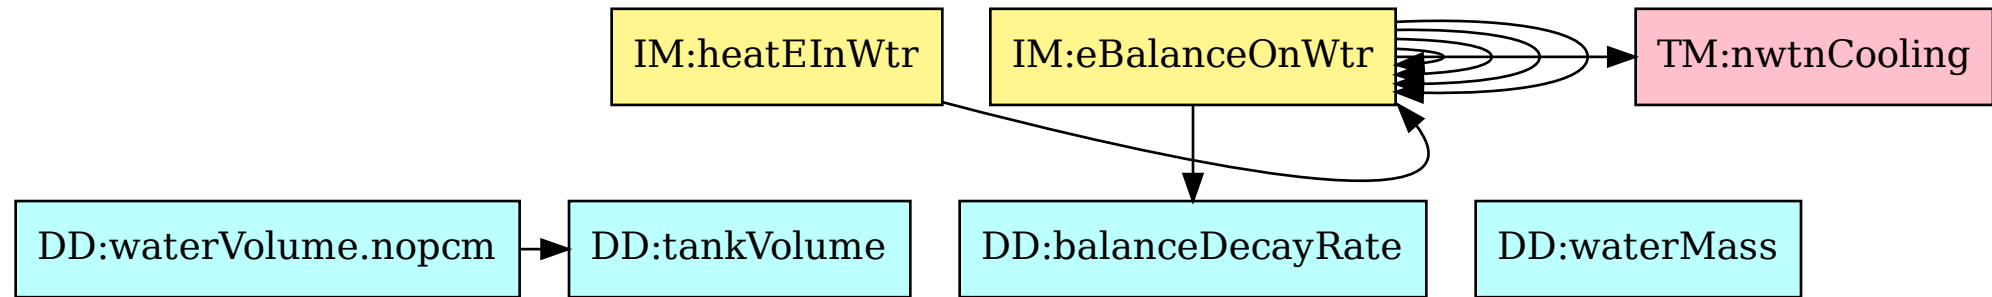 IM:heatEInWtr
IM:eBalanceOnWtr
TM:nwtnCooling
DD:waterVolume.nopcm
DD:tankVolume
DD:balanceDecayRate
DD:waterMass